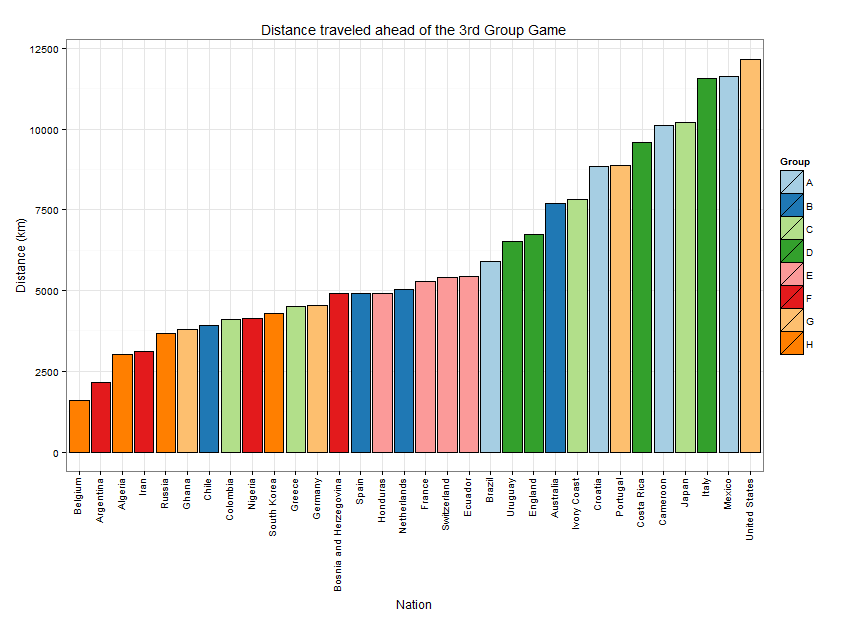 Distance traveled ahead of the 3rd Group Game
Distance (km)
12500
10000
7500
5000
2500
0
Belgium
Argentina
Algeria
Iran
Russia
Ghana
Chile
Colombia
Nigeria
South Korea
Greece
Germany
Bosnia and Herzegovina
Spain
Honduras
Netherlands
France
Switzerland
Ecuador
Brazil
Uruguay
England
Australia
Ivory Coast
Croatia
Portugal
Costa Rica
Cameroon
Japan
Italy
Mexico
United States
Nation
Group
A
B
C
D
E
F
G
H